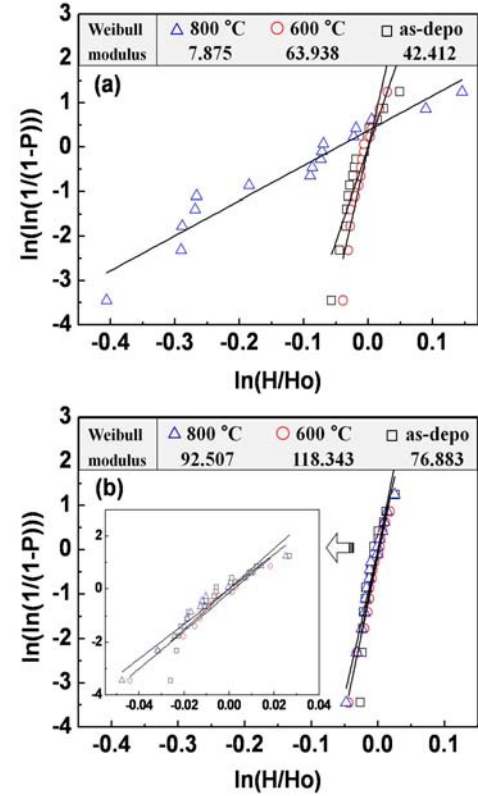 Weibull △ 800 °C ○ 600 °C □ as-depo
modulus 7.875 63.938 42.412
(a)
3
2
1
0
-1
-2
-3
-4
ln(ln(1/(1-P)))
-0.4 -0.3 -0.2 -0.1 0.0 0.1
ln(H/Ho)
Weibull △ 800 °C ○ 600 °C □ as-depo
modulus 92.507 118.343 76.883
(b)
3
2
1
0
-1
-2
-3
-4
ln(ln(1/(1-P)))
2
0
-2
-4
-0.04 -0.02 0.00 0.02 0.04
-0.4 -0.3 -0.2 -0.1 0.0 0.1
ln(H/Ho)